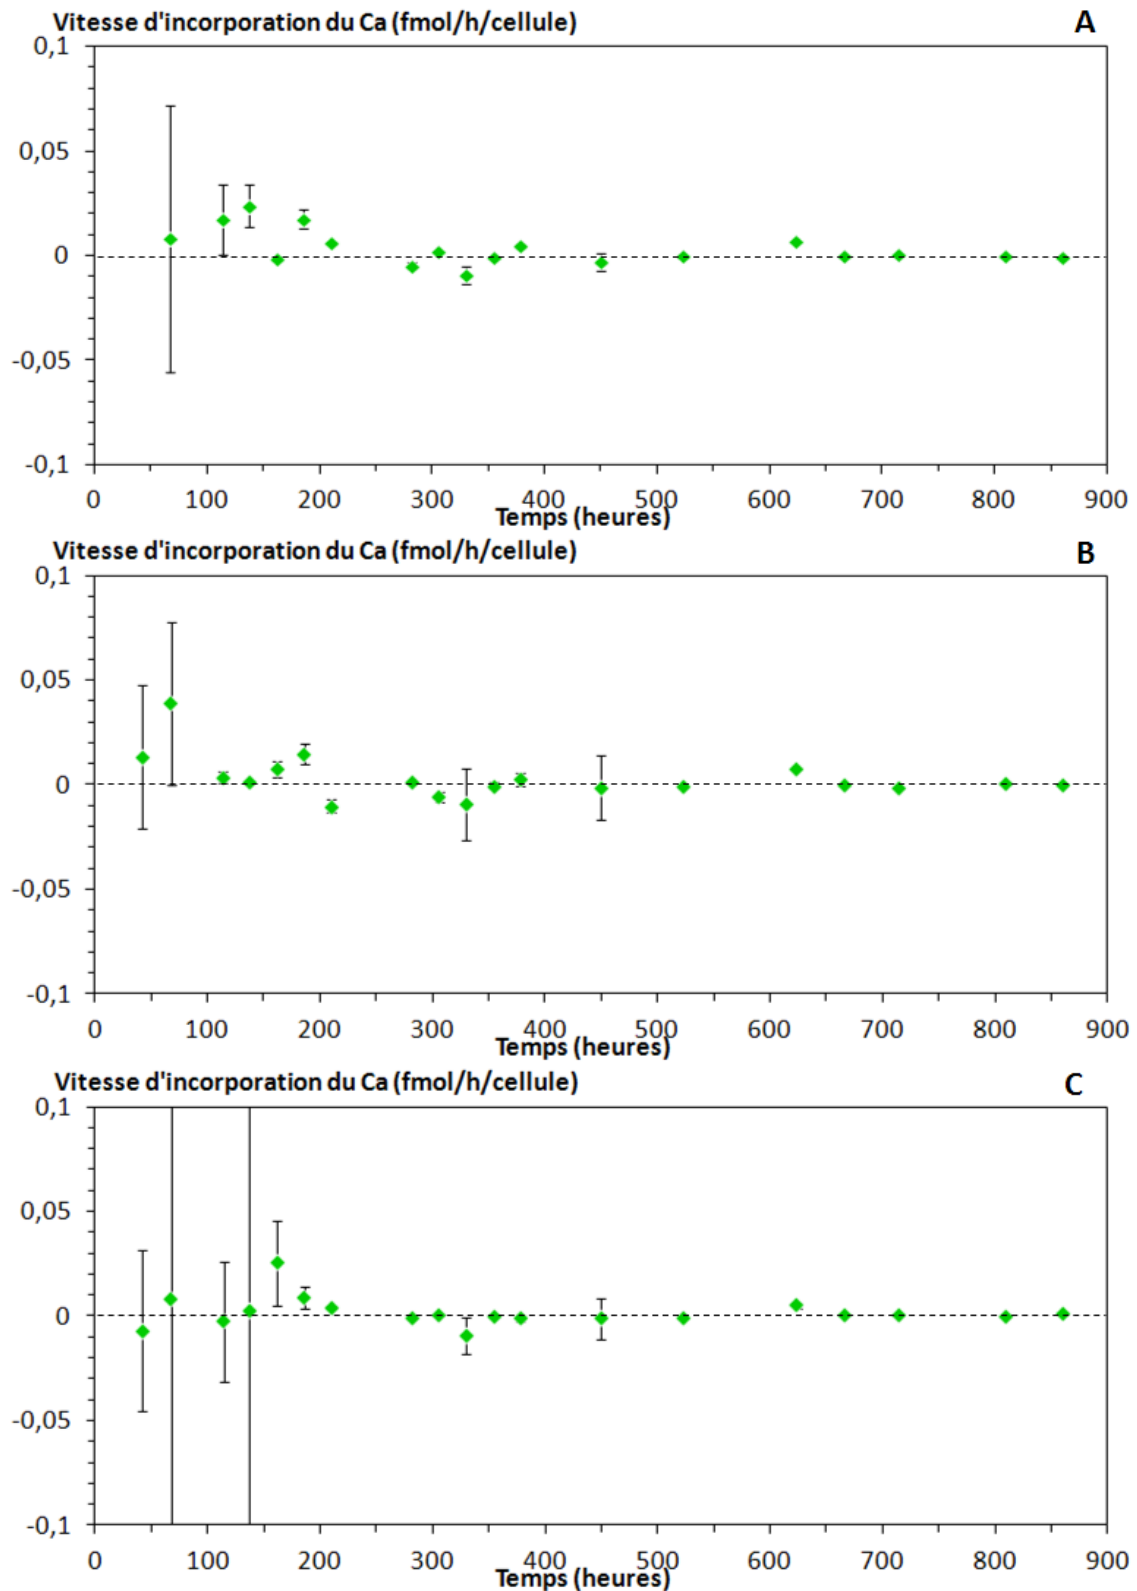 Vitesse d'incorporation du Ca (fmol/h/cellule) A
0,1
0,05
0
-0,05
-0,1
0 100 200 300 400 500 600 700 800 900
Temps (heures)
Vitesse d'incorporation du Ca (fmol/h/cellule) B
0,1
0,05
0
-0,05
-0,1
0 100 200 300 400 500 600 700 800 900
Temps (heures)
Vitesse d'incorporation du Ca (fmol/h/cellule) C
0,1
0,05
0
-0,05
-0,1
0 100 200 300 400 500 600 700 800 900
Temps (heures)